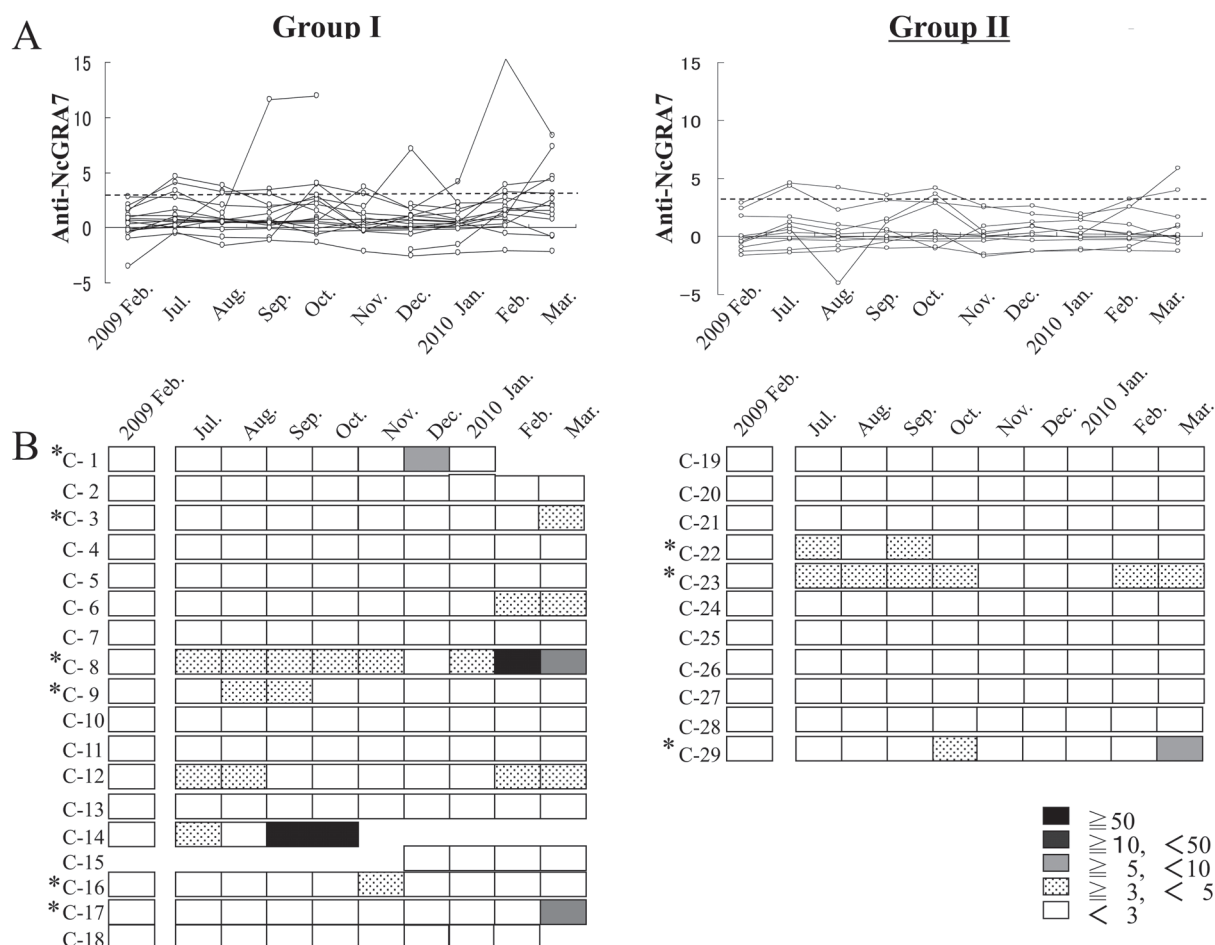 A
Group I
Group II
Anti-NcGRA7
15
10
5
0
−5
2009 Feb.
Jul.
Aug.
Sep.
Oct.
Nov.
Dec.
2010 Jan.
Feb.
Mar.
Anti-NcGRA7
15
10
5
0
−5
2009 Feb.
Jul.
Aug.
Sep.
Oct.
Nov.
Dec.
2010 Jan.
Feb.
Mar.
B
2009 Feb.
Jul.
Aug.
Sep.
Oct.
Nov.
Dec.
2010 Jan.
Feb.
Mar.
*C- 1
C- 2
*C- 3
C- 4
C- 5
C- 6
C- 7
*C- 8
*C- 9
C-10
C-11
C-12
C-13
C-14
C-15
*C-16
*C-17
C-18
2009 Feb.
Jul.
Aug.
Sep.
Oct.
Nov.
Dec.
2010 Jan.
Feb.
Mar.
C-19
C-20
C-21
*C-22
*C-23
C-24
C-25
C-26
C-27
C-28
*C-29
≧50
≧10, <50
≧ 5, <10
≧ 3, < 5
< 3